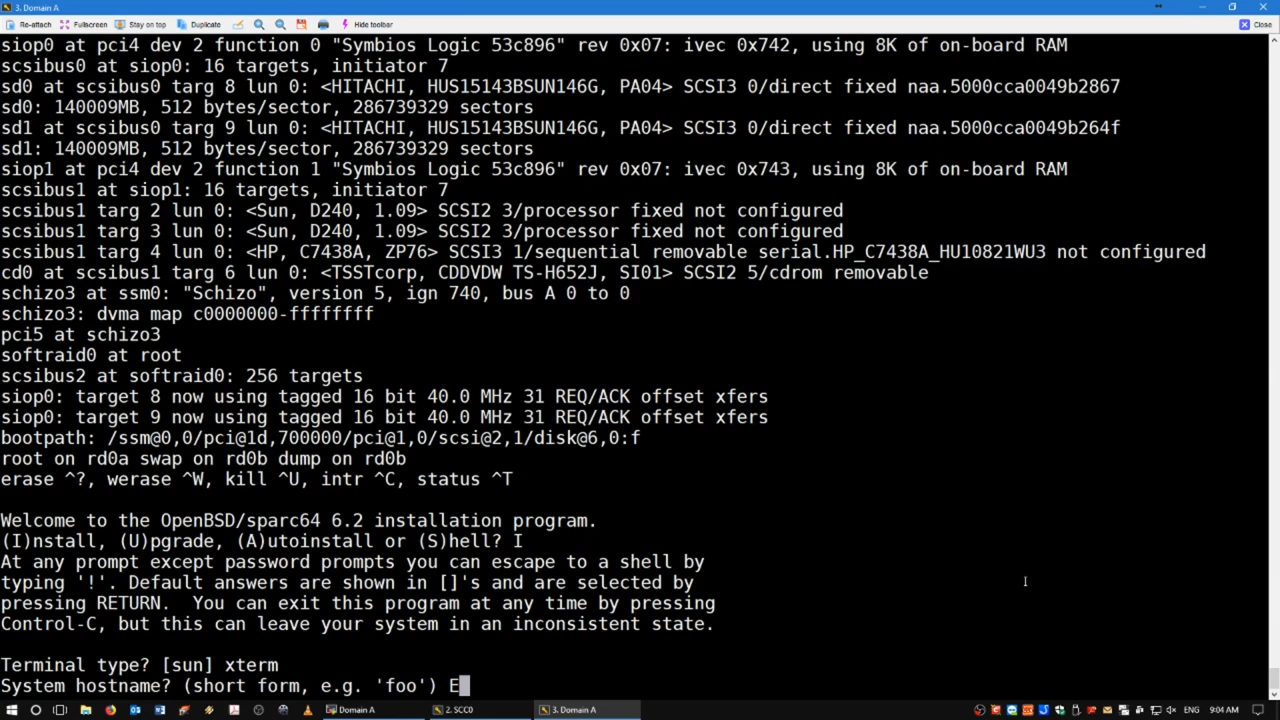 3. Domain A
Re-attach Fullscreen Stay on top Duplicate Hide toolbar Close
siop0 at pci4 dev 2 function 0 "Symbios Logic 53c896" rev 0x07: ivec 0x742, using 8K of on-board RAM
scsibus0 at siop0: 16 targets, initiator 7
sd0 at scsibus0 targ 8 lun 0: <HITACHI, HUS15143BSUN146G, PA04> SCSI3 0/direct fixed naa.5000cca0049b2867
sd0: 140009MB, 512 bytes/sector, 286739329 sectors
sd1 at scsibus0 targ 9 lun 0: <HITACHI, HUS15143BSUN146G, PA04> SCSI3 0/direct fixed naa.5000cca0049b264f
sd1: 140009MB, 512 bytes/sector, 286739329 sectors
siop1 at pci4 dev 2 function 1 "Symbios Logic 53c896" rev 0x07: ivec 0x743, using 8K of on-board RAM
scsibus1 at siop1: 16 targets, initiator 7
scsibus1 targ 2 lun 0: <Sun, D240, 1.09> SCSI2 3/processor fixed not configured
scsibus1 targ 3 lun 0: <Sun, D240, 1.09> SCSI2 3/processor fixed not configured
scsibus1 targ 4 lun 0: <HP, C7438A, ZP76> SCSI3 1/sequential removable serial.HP_C7438A_HU10821WU3 not configured
cd0 at scsibus1 targ 6 lun 0: <TSSTcorp, CDDVDW TS-H652J, SI01> SCSI2 5/cdrom removable
schizo3 at ssm0: "Schizo", version 5, ign 740, bus A 0 to 0
schizo3: dvma map c0000000-ffffffff
pci5 at schizo3
softraid0 at root
scsibus2 at softraid0: 256 targets
siop0: target 8 now using tagged 16 bit 40.0 MHz 31 REQ/ACK offset xfers
siop0: target 9 now using tagged 16 bit 40.0 MHz 31 REQ/ACK offset xfers
bootpath: /ssm@0,0/pci@1d,700000/pci@1,0/scsi@2,1/disk@6,0:f
root on rd0a swap on rd0b dump on rd0b
erase ^?, werase ^W, kill ^U, intr ^C, status ^T
Welcome to the OpenBSD/sparc64 6.2 installation program.
(I)nstall, (U)pgrade, (A)utoinstall or (S)hell? I
At any prompt except password prompts you can escape to a shell by
typing '!'. Default answers are shown in []'s and are selected by
pressing RETURN.  You can exit this program at any time by pressing
Control-C, but this can leave your system in an inconsistent state.
Terminal type? [sun] xterm
System hostname? (short form, e.g. 'foo') E
Domain A 2. SCC0 3. Domain A ENG 9:04 AM